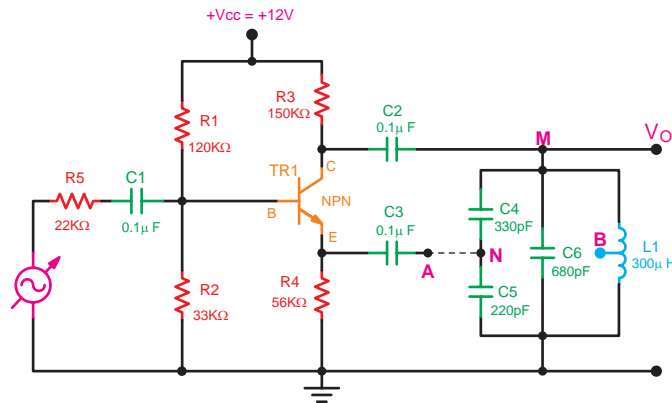 +Vcc = +12V
R3
150KΩ
C2
0.1μ F
R1
120KΩ
M
VO
TR1
C
R5
22KΩ
C1
0.1μ F
B
NPN
E
C3
0.1μ F
A
N
C4
330pF
C6
680pF
B
L1
300μ H
C5
220pF
R2
33KΩ
R4
56KΩ